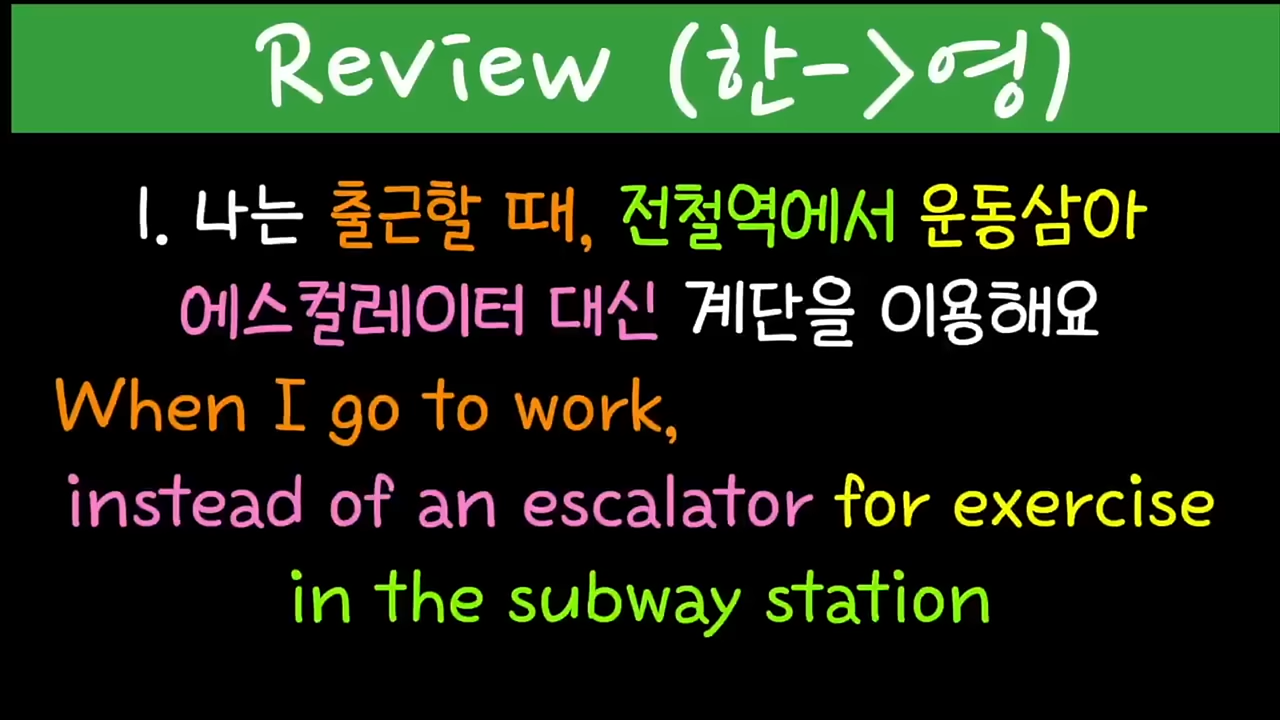 Review (한->영)
1. 나는 출근할 때, 전철역에서 운동삼아
에스컬레이터 대신 계단을 이용해요
When I go to work,
instead of an escalator for exercise
in the subway station